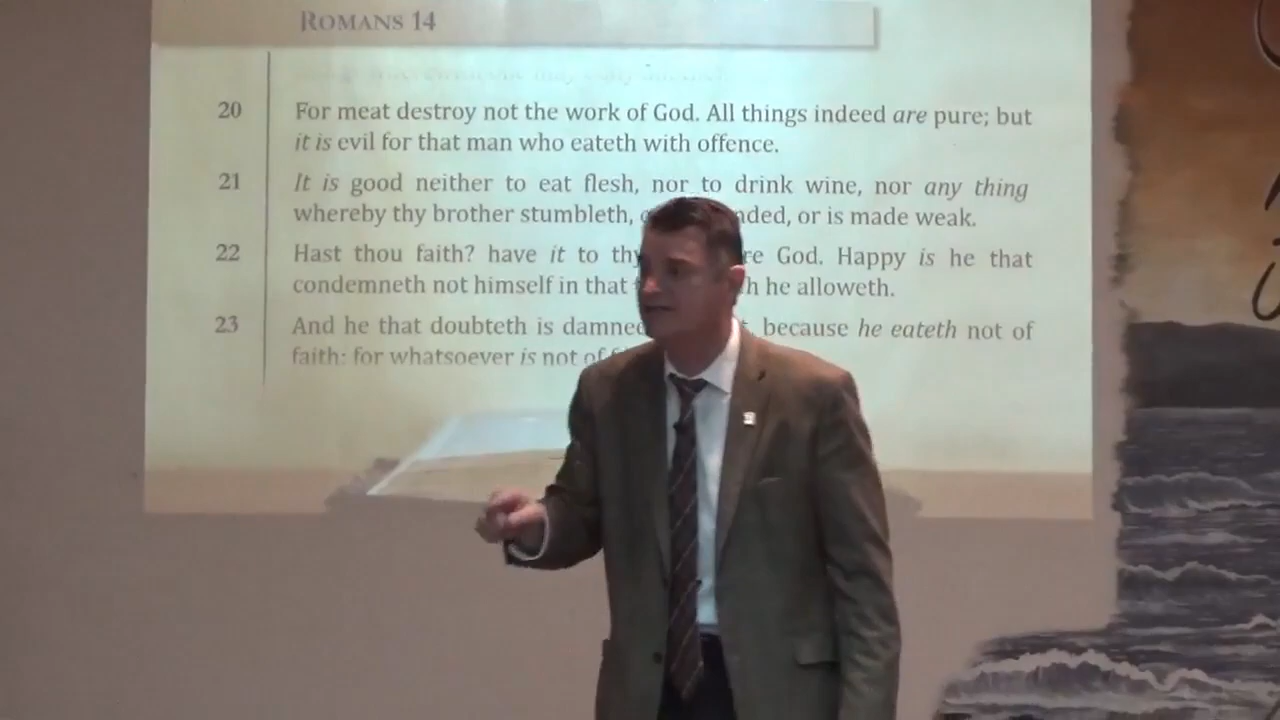 ROMANS 14
20 For meat destroy not the work of God. All things indeed are pure; but
it is evil for that man who eateth with offence.
21 It is good neither to eat flesh, nor to drink wine, nor any thing
whereby thy brother stumbleth, nded, or is made weak.
22 Hast thou faith? have it to thy re God. Happy is he that
condemneth not himself in that h he alloweth.
23 And he that doubteth is damned , because he eateth not of
faith: for whatsoever is not of